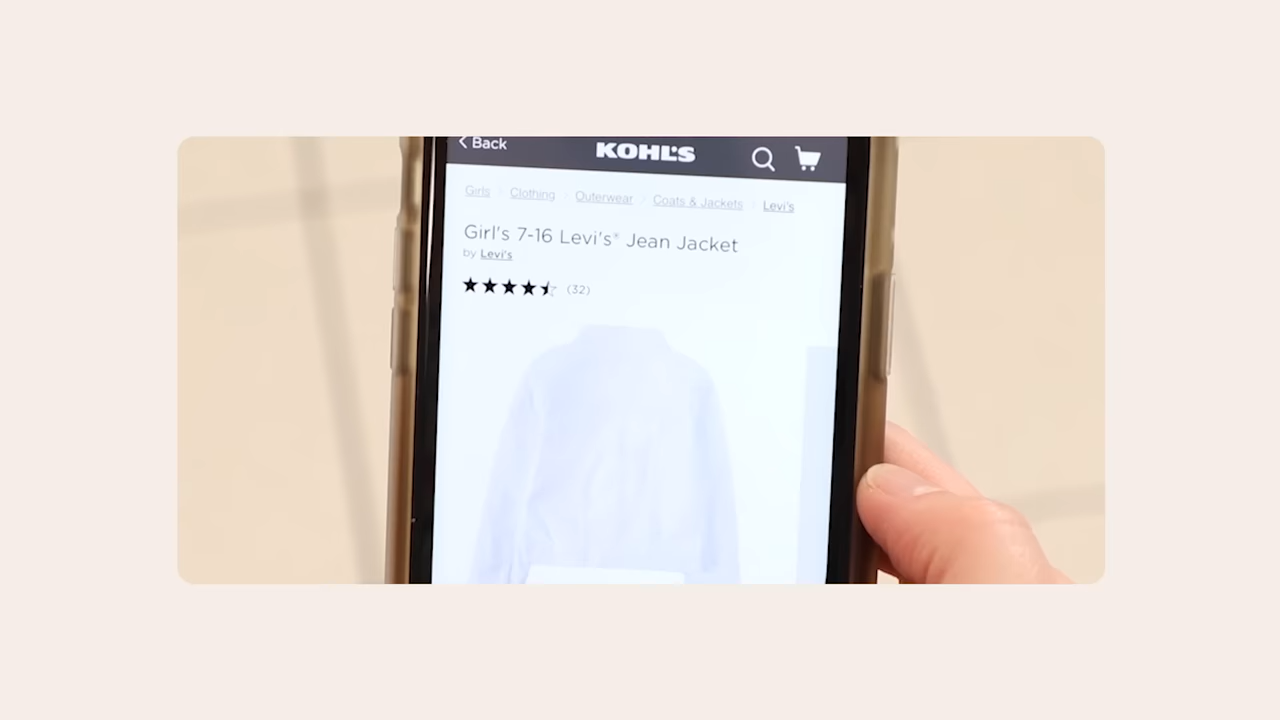 Back KOHL'S
Girls Clothing Outerwear Coats & Jackets Levi's
Girl's 7-16 Levi's® Jean Jacket
by Levi's
(32)